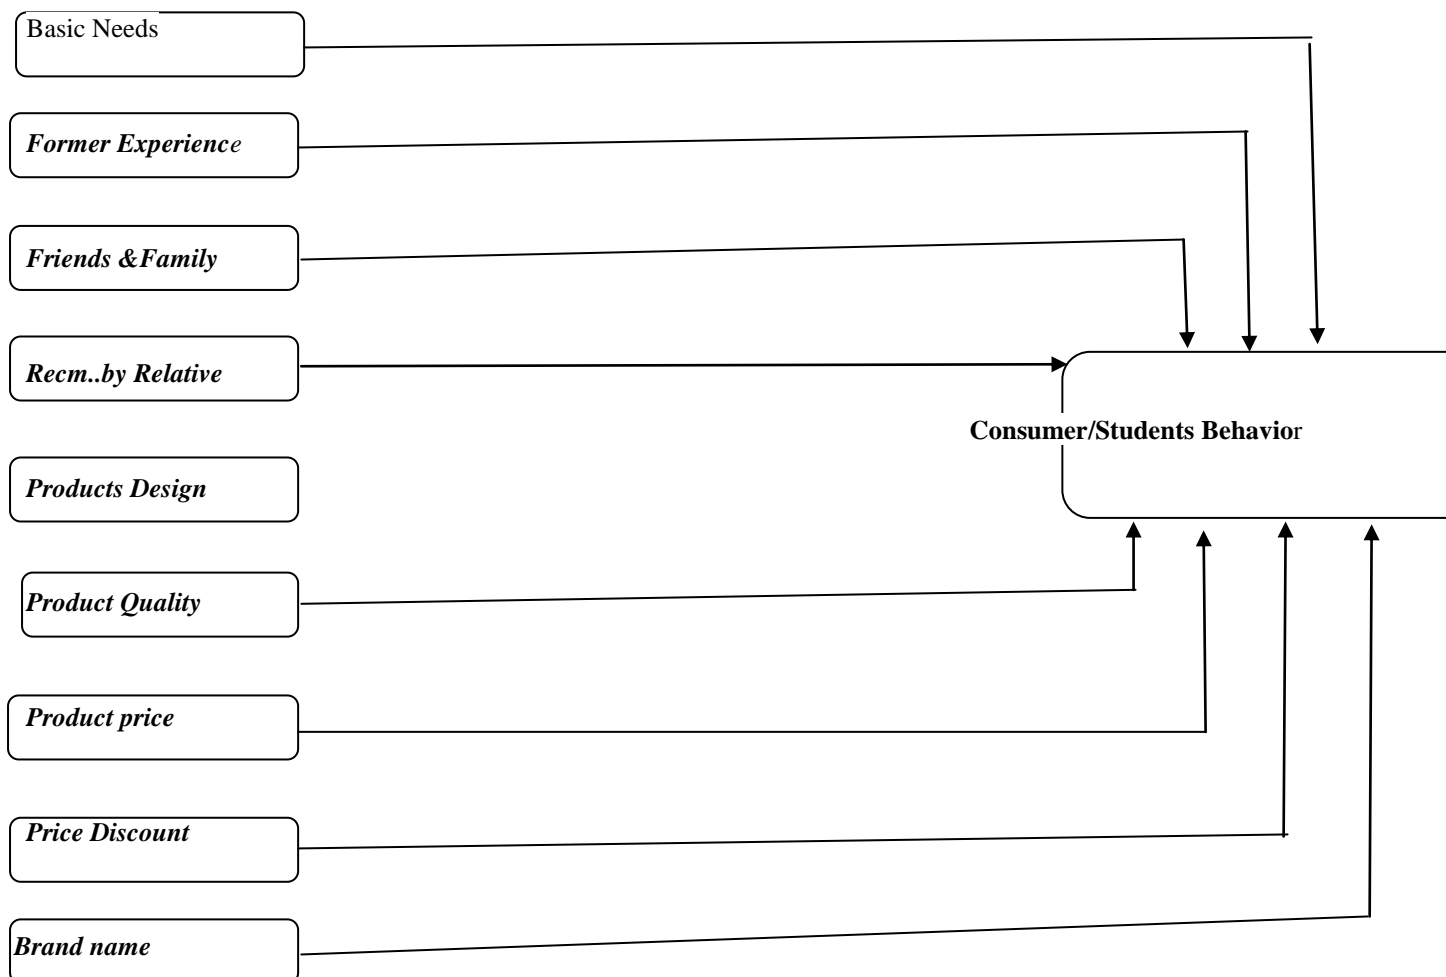 Basic Needs
Former Experience
Friends &Family
Recm..by Relative
Consumer/Students Behavior
Products Design
Product Quality
Product price
Price Discount
Brand name